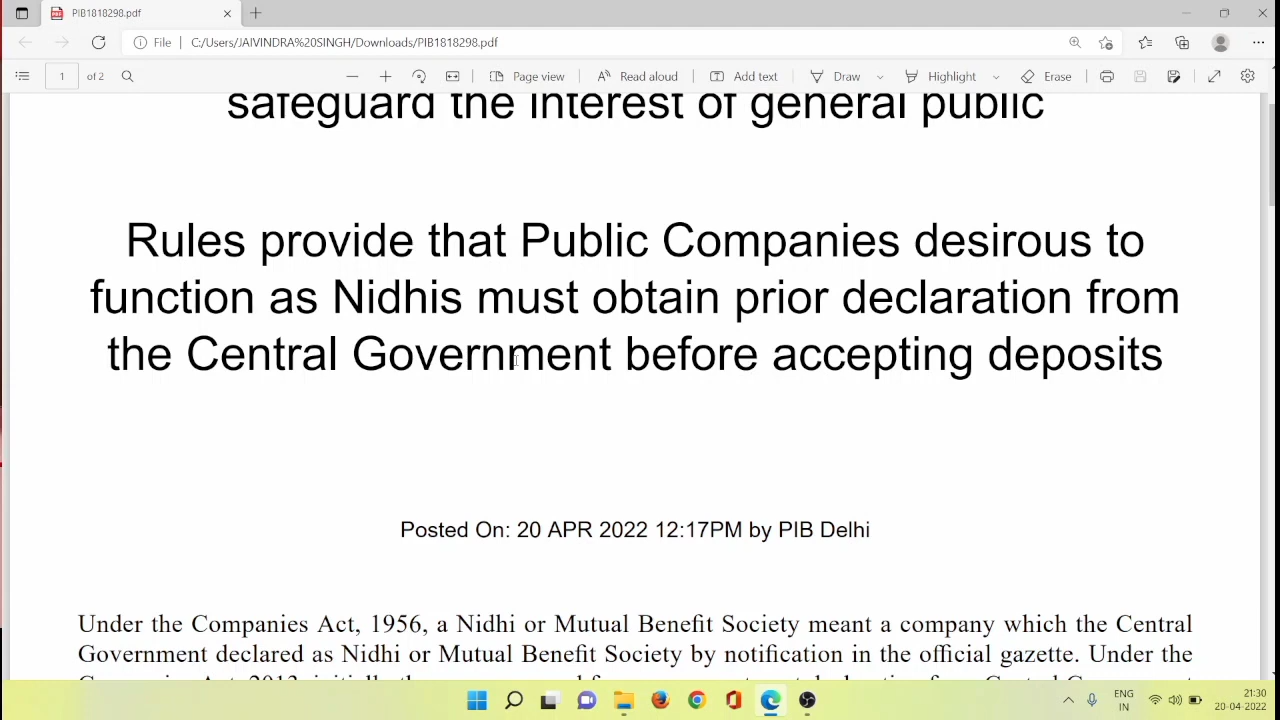 PIB1818298.pdf
File
C:/Users/JAIVINDRA%20SINGH/Downloads/PIB1818298.pdf
1 of 2
Page view
Read aloud
Add text
Draw
Highlight
Erase
safeguard the interest of general public
Rules provide that Public Companies desirous to
function as Nidhis must obtain prior declaration from
the Central Government before accepting deposits
Posted On: 20 APR 2022 12:17PM by PIB Delhi
Under the Companies Act, 1956, a Nidhi or Mutual Benefit Society meant a company which the Central
Government declared as Nidhi or Mutual Benefit Society by notification in the official gazette. Under the
ENG
IN
21:30
20-04-2022